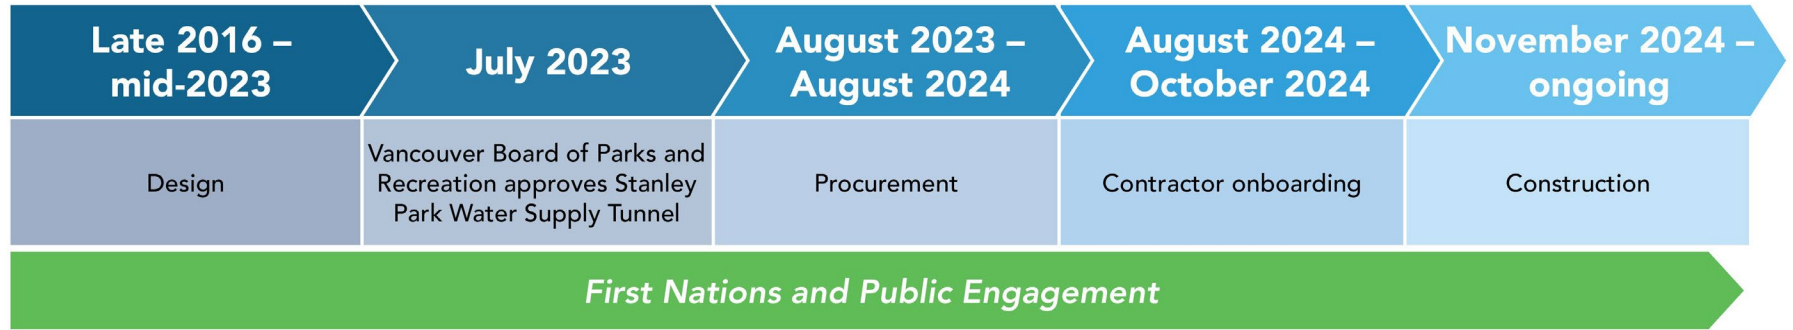 Late 2016 –
mid-2023
July 2023
August 2023 –
August 2024
August 2024 –
October 2024
November 2024 –
ongoing
Design
Vancouver Board of Parks and
Recreation approves Stanley
Park Water Supply Tunnel
Procurement
Contractor onboarding
Construction
First Nations and Public Engagement